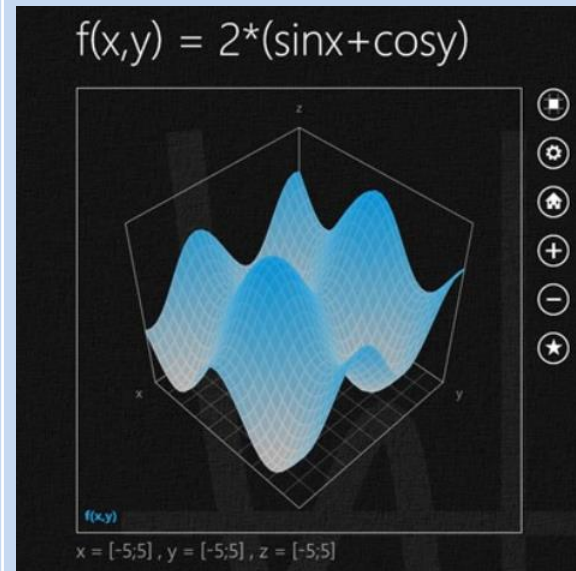 f(x,y) = 2*(sinx+cosy)
z
x
y
f(x,y)
x = [-5;5] , y = [-5;5] , z = [-5;5]